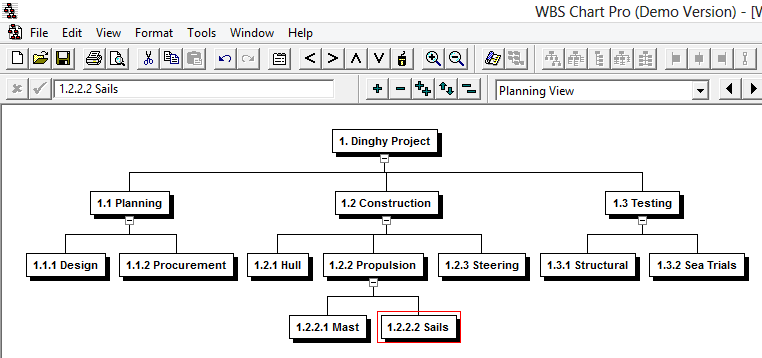 WBS Chart Pro (Demo Version) - [W
File Edit View Format Tools Window Help
1.2.2.2 Sails
Planning View
1. Dinghy Project
1.1 Planning
1.2 Construction
1.3 Testing
1.1.1 Design
1.1.2 Procurement
1.2.1 Hull
1.2.2 Propulsion
1.2.3 Steering
1.3.1 Structural
1.3.2 Sea Trials
1.2.2.1 Mast
1.2.2.2 Sails